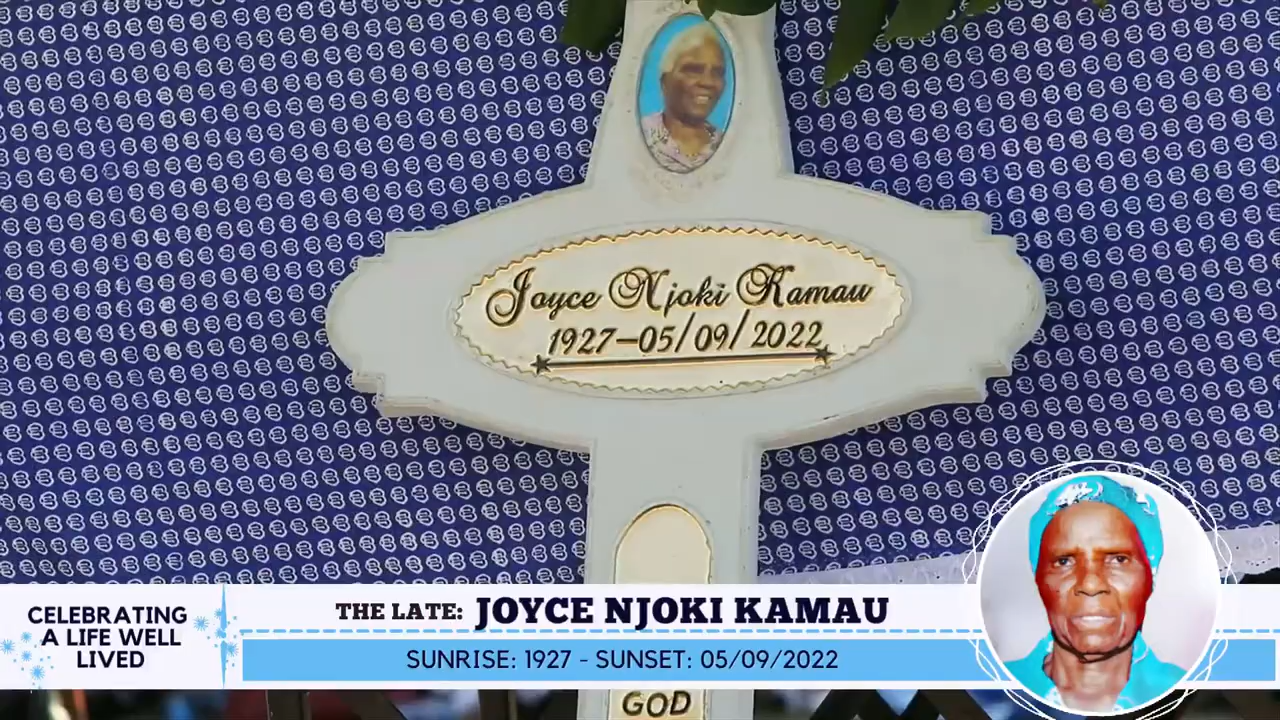 Joyce Njoki Kamau
1927–05/09/2022
CELEBRATING
A LIFE WELL
LIVED
THE LATE: JOYCE NJOKI KAMAU
SUNRISE: 1927 - SUNSET: 05/09/2022
GOD